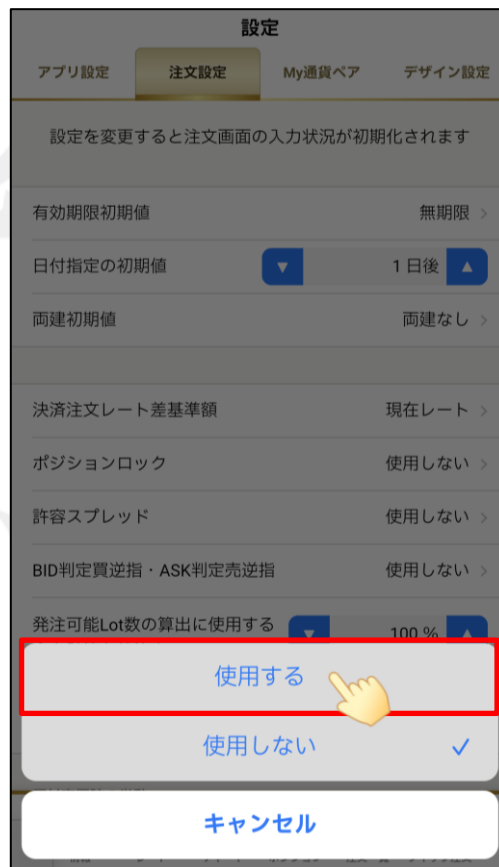 設定
アプリ設定 注文設定 My通貨ペア デザイン設定
設定を変更すると注文画面の入力状況が初期化されます
有効期限初期値 無期限
日付指定の初期値 ▼ 1日後 ▲
両建初期値 両建なし
決済注文レート差基準額 現在レート
ポジションロック 使用しない
許容スプレッド 使用しない
BID判定買逆指・ASK判定売逆指 使用しない
発注可能Lot数の算出に使用する ▼ 100 % ▲
使用する
使用しない ✓
キャンセル